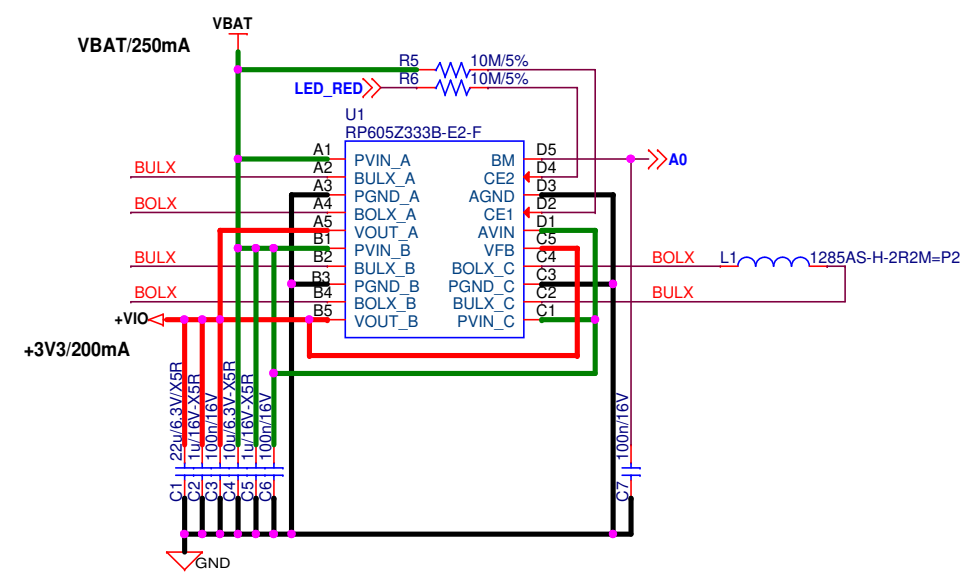 VBAT
VBAT/250mA
R5 10M/5%
LED_RED R6 10M/5%
U1
RP605Z333B-E2-F
A1 PVIN_A BM D5 A0
BULX A2 BULX_A CE2 D4
A3 PGND_A AGND D3
BOLX A4 BOLX_A CE1 D2
A5 VOUT_A AVIN D1
B1 PVIN_B VFB C5
BULX B2 BULX_B BOLX_C C4 BOLX L1 1285AS-H-2R2M=P2
B3 PGND_B PGND_C C3
BOLX B4 BOLX_B BULX_C C2 BULX
+VIO B5 VOUT_B PVIN_C C1
+3V3/200mA
C1 22u/6.3V/X5R
C2 1u/16V-X5R
C3 100n/16V
C4 10u/6.3V-X5R
C5 1u/16V-X5R
C6 100n/16V
C7 100n/16V
GND